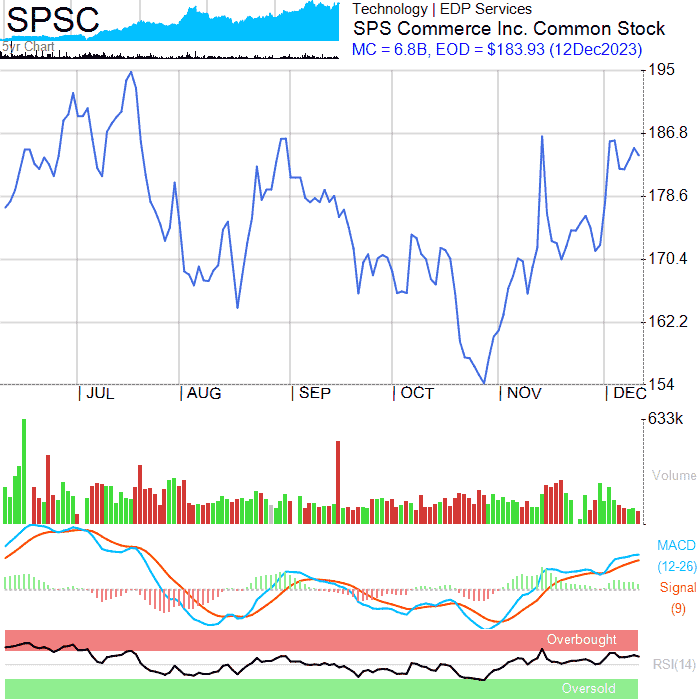 SPSC
5yr Chart
Technology | EDP Services
SPS Commerce Inc. Common Stock
MC = 6.8B, EOD = $183.93 (12Dec2023)
195
186.8
178.6
170.4
162.2
154
JUL
AUG
SEP
OCT
NOV
DEC
633k
Volume
MACD
(12-26)
Signal
(9)
Overbought
RSI(14)
Oversold